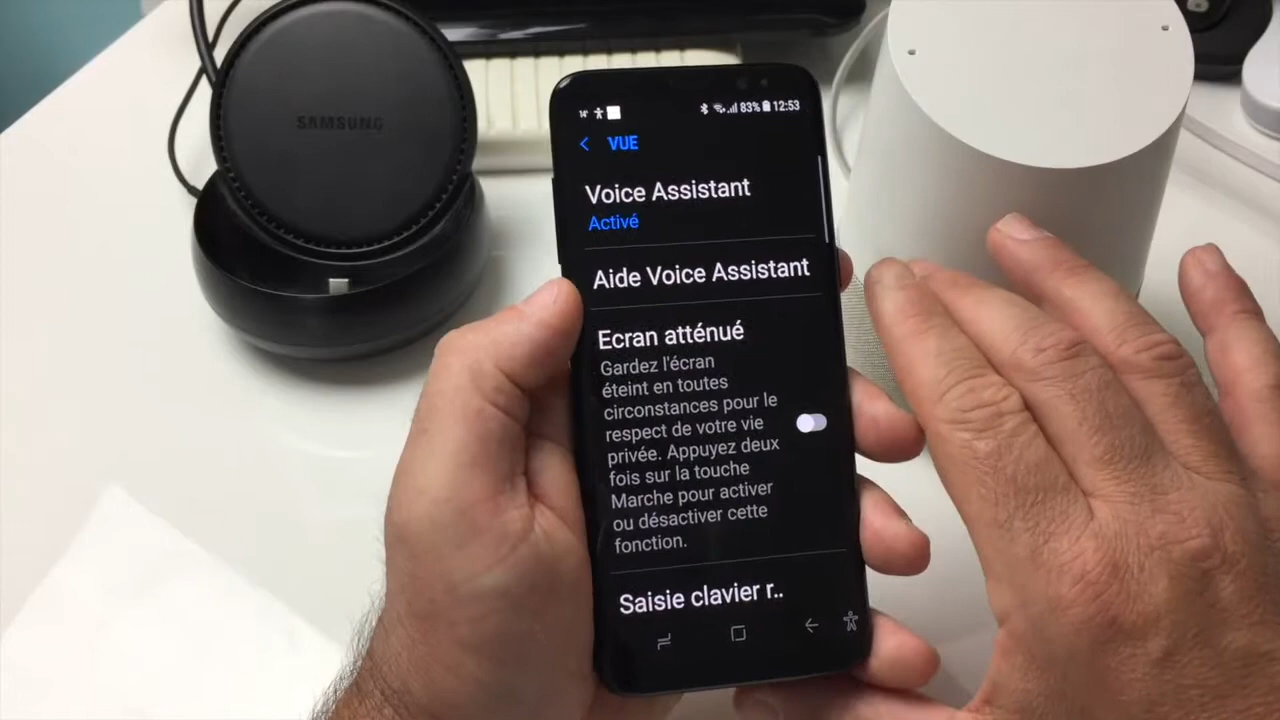 SAMSUNG
14° 83% 12:53
VUE
Voice Assistant
Activé
Aide Voice Assistant
Ecran atténué
Gardez l'écran
éteint en toutes
circonstances pour le
respect de votre vie
privée. Appuyez deux
fois sur la touche
Marche pour activer
ou désactiver cette
fonction.
Saisie clavier r..